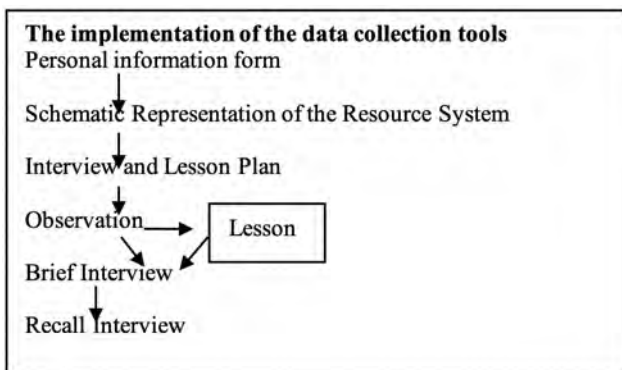 The implementation of the data collection tools
Personal information form
Schematic Representation of the Resource System
Interview and Lesson Plan
Observation
Lesson
Brief Interview
Recall Interview